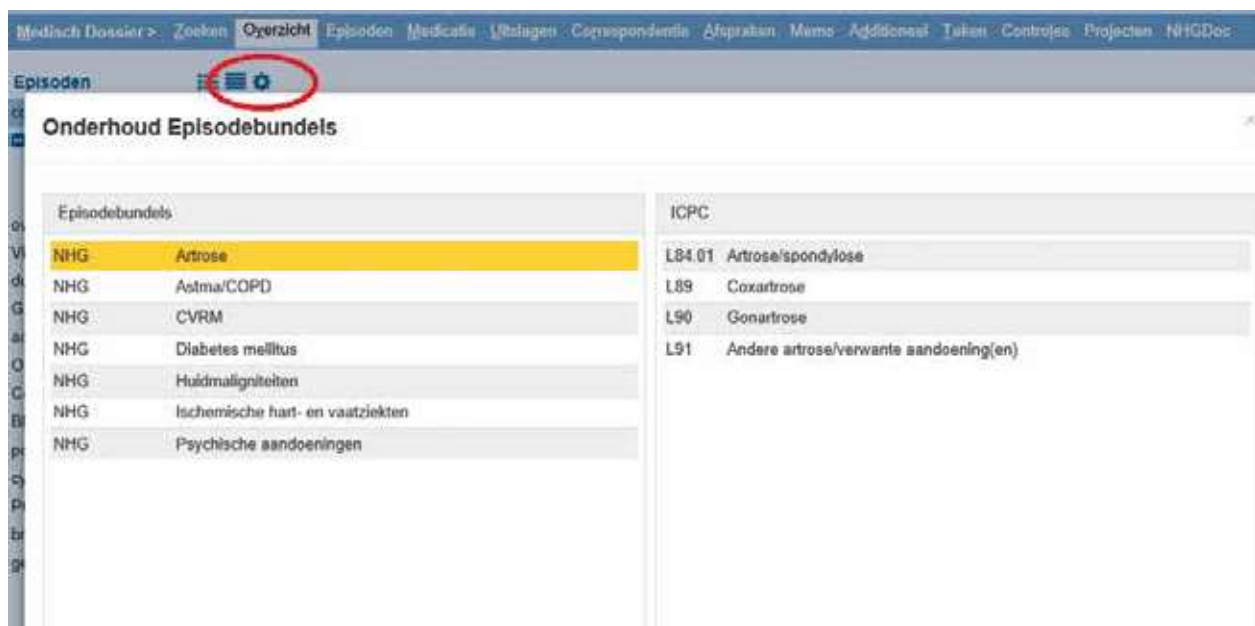 Medisch Dossier > Zoeken Overzicht Episoden Medicatie Uitslagen Correspondentie Afspraken Memo Additioneel Taken Controles Projecten NHGDoc
Episoden
Onderhoud Episodebundels
Episodebundels ICPC
NHG Artrose L84.01 Artrose/spondylose
NHG Astma/COPD L89 Coxartrose
NHG CVRM L90 Gonartrose
NHG Diabetes mellitus L91 Andere artrose/verwante aandoening(en)
NHG Huidmaligniteiten
NHG Ischemische hart- en vaatziekten
NHG Psychische aandoeningen